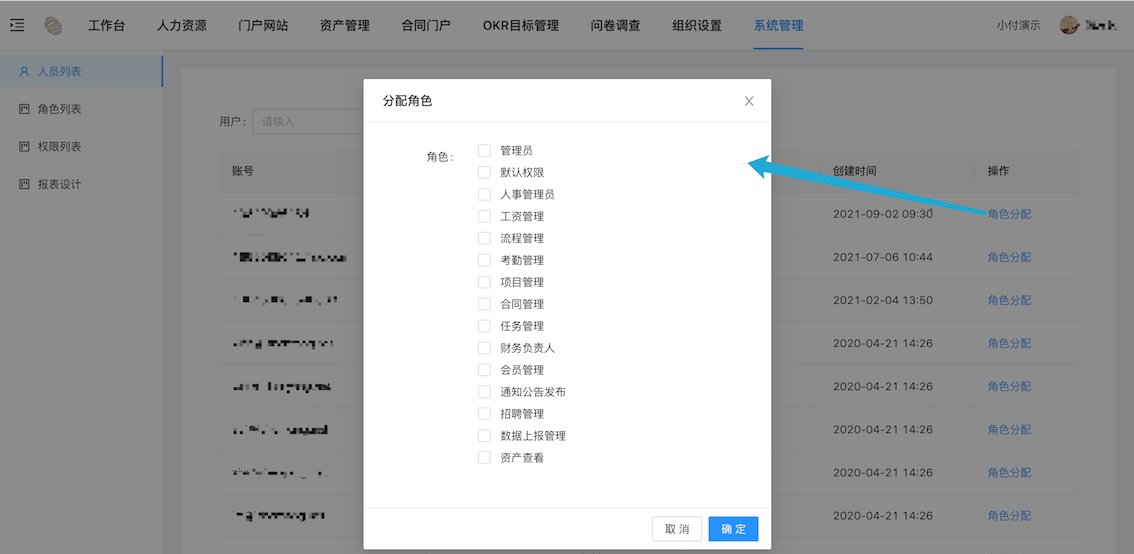 工作台 人力资源 门户网站 资产管理 合同门户 OKR目标管理 问卷调查 组织设置 系统管理 小付演示
人员列表
角色列表
权限列表
报表设计
用户： 请输入
账号 创建时间 操作
2021-09-02 09:30 角色分配
2021-07-06 10:44 角色分配
2021-02-04 13:50 角色分配
2020-04-21 14:26 角色分配
2020-04-21 14:26 角色分配
2020-04-21 14:26 角色分配
2020-04-21 14:26 角色分配
2020-04-21 14:26 角色分配
分配角色
角色：
管理员
默认权限
人事管理员
工资管理
流程管理
考勤管理
项目管理
合同管理
任务管理
财务负责人
会员管理
通知公告发布
招聘管理
数据上报管理
资产查看
取 消 确 定